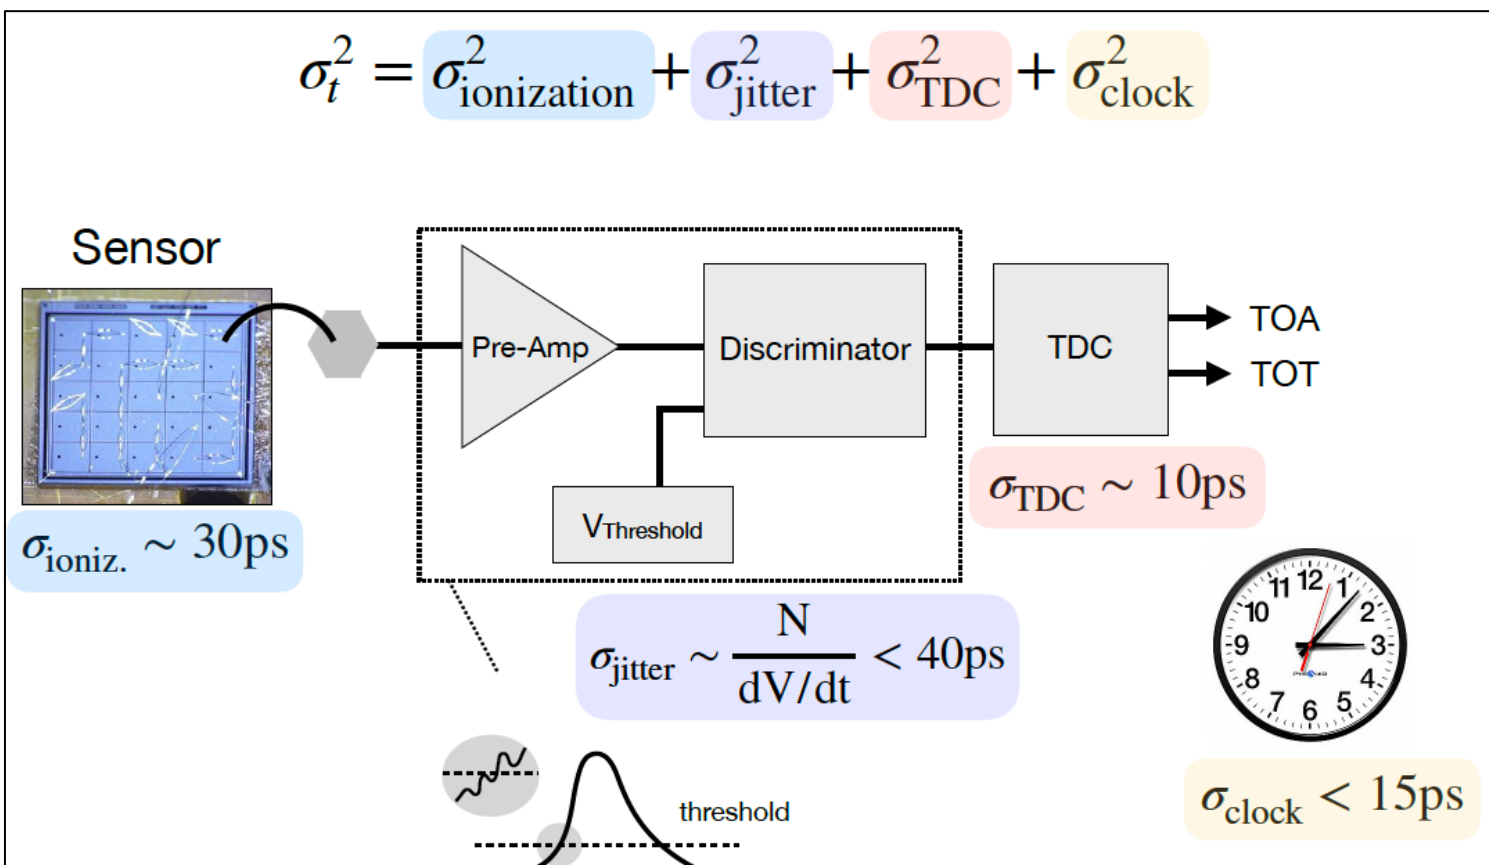 σ_t^2 = σ_ionization^2 + σ_jitter^2 + σ_TDC^2 + σ_clock^2
Sensor
Pre-Amp
Discriminator
TDC
TOA
TOT
V_Threshold
σ_TDC ~ 10ps
σ_ioniz. ~ 30ps
σ_jitter ~ N / dV/dt < 40ps
12
1
2
3
4
5
6
7
8
9
10
11
σ_clock < 15ps
threshold